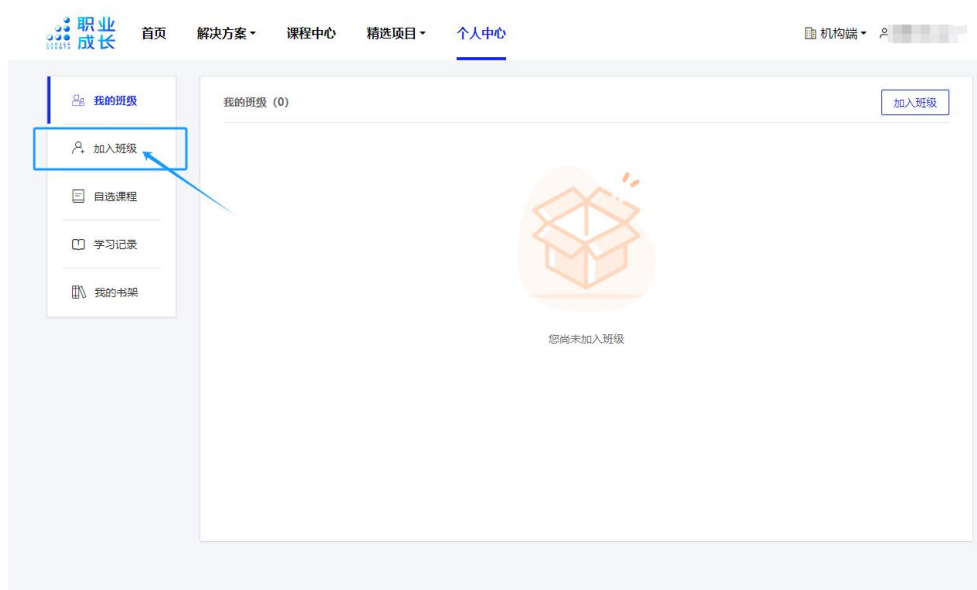 职业成长 首页 解决方案 课程中心 精选项目 个人中心 机构端
我的班级
加入班级
自选课程
学习记录
我的书架
我的班级（0） 加入班级
您尚未加入班级